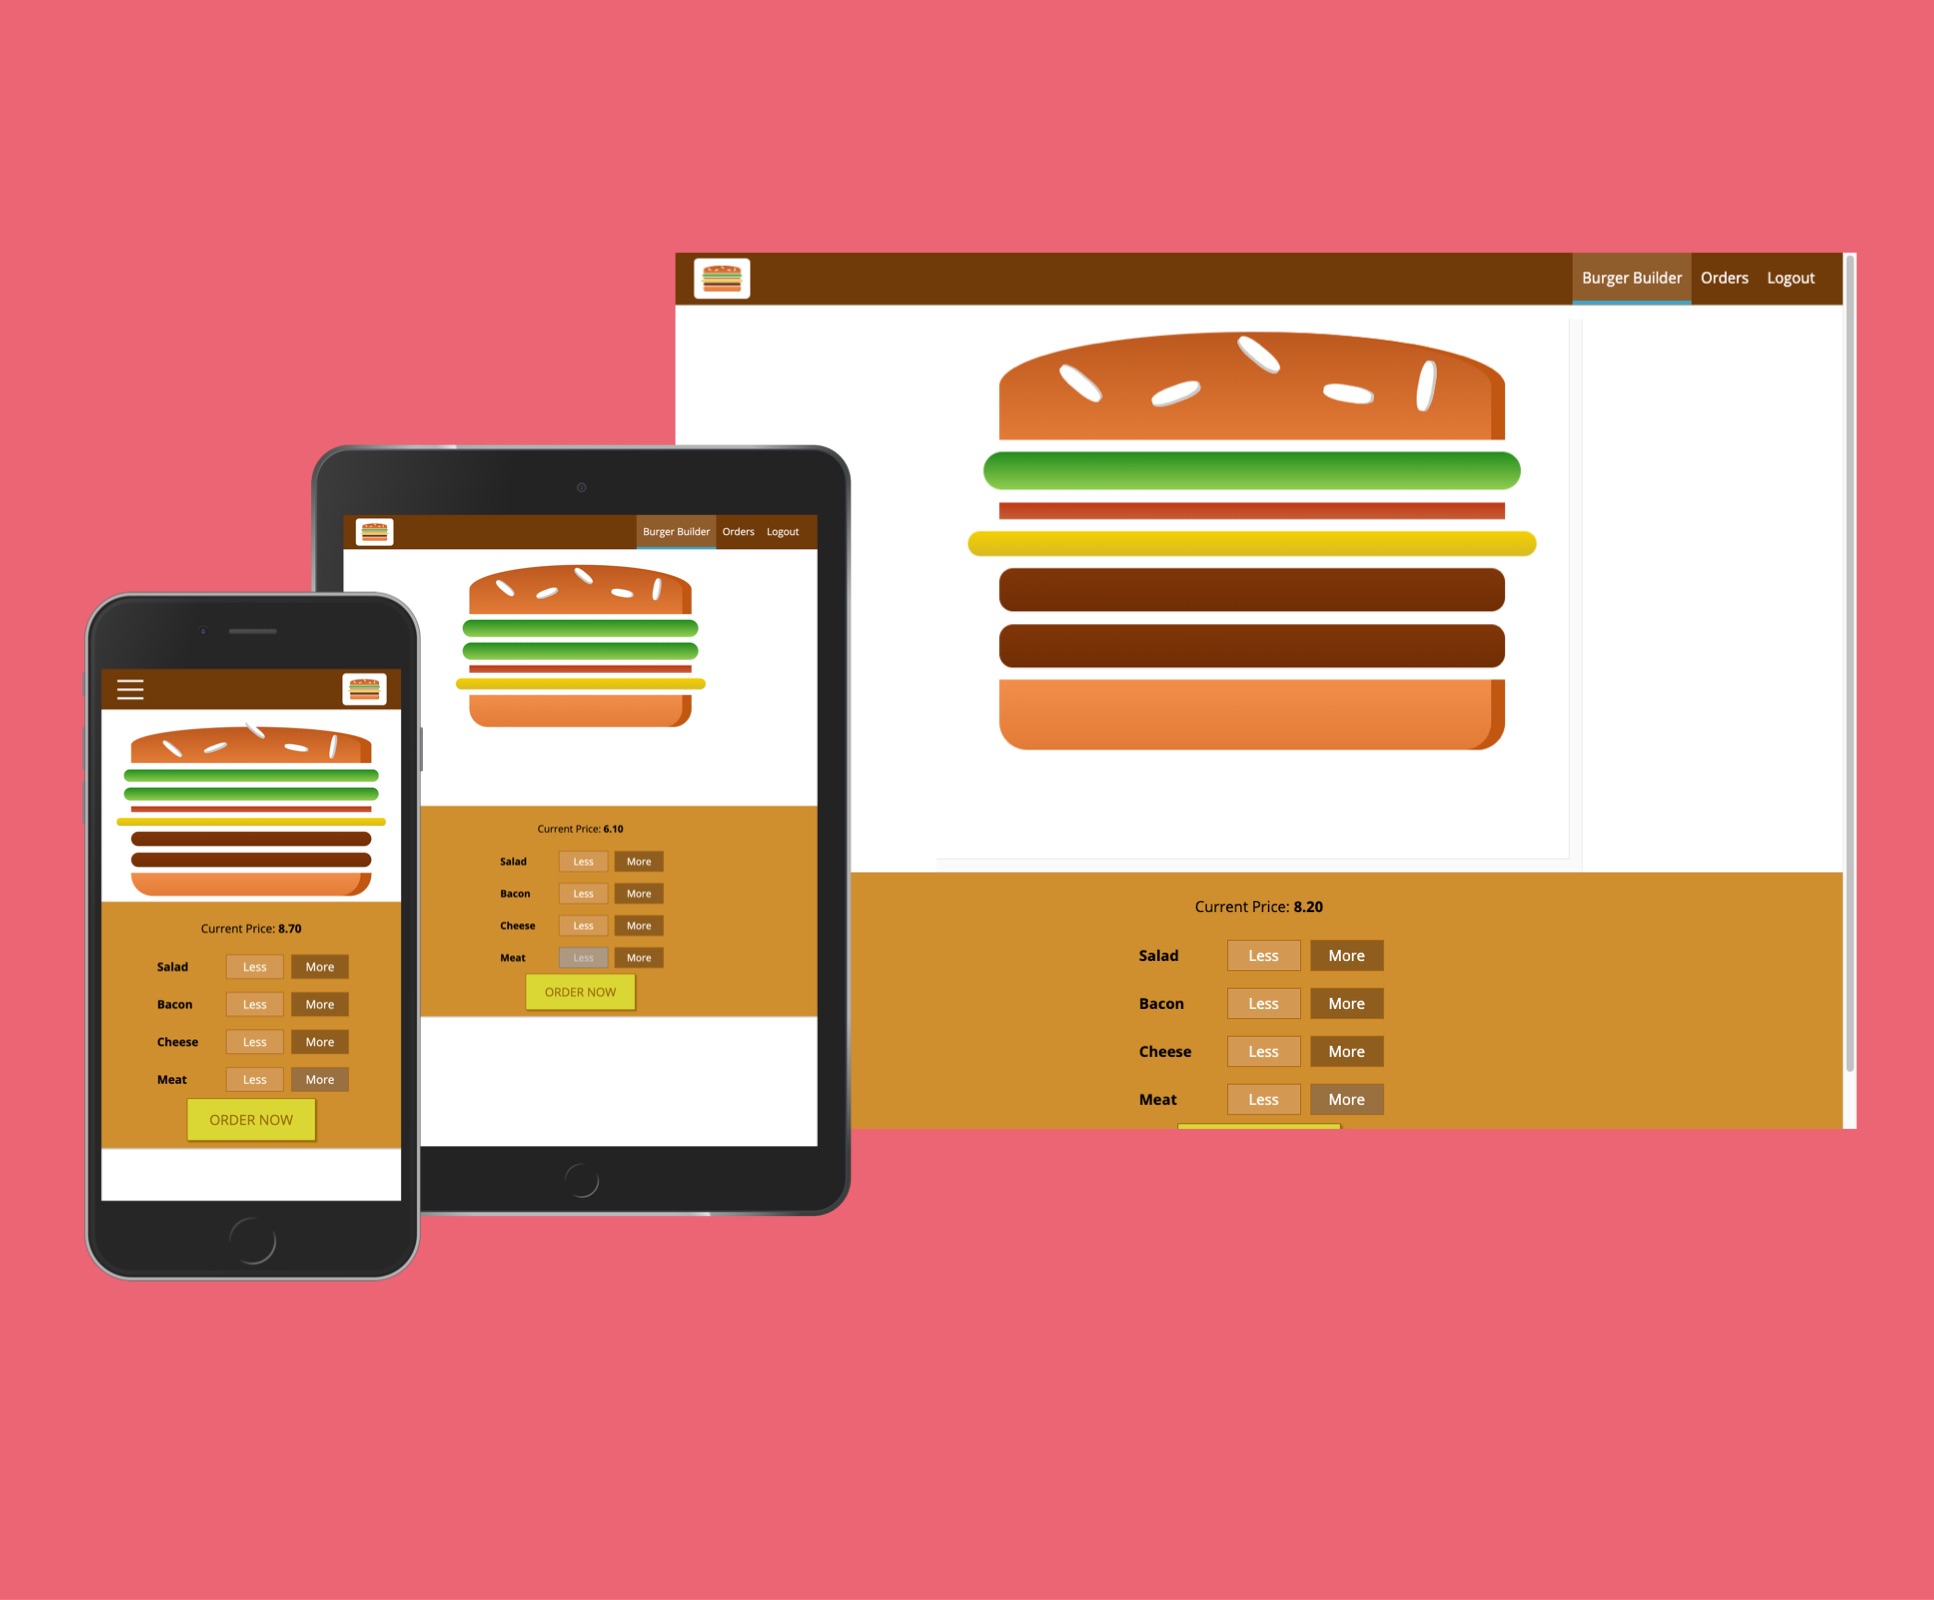 Burger Builder Orders Logout
Current Price: 8.20
Salad Less More
Bacon Less More
Cheese Less More
Meat Less More
Burger Builder Orders Logout
Current Price: 6.10
Salad Less More
Bacon Less More
Cheese Less More
Meat Less More
ORDER NOW
Current Price: 8.70
Salad Less More
Bacon Less More
Cheese Less More
Meat Less More
ORDER NOW